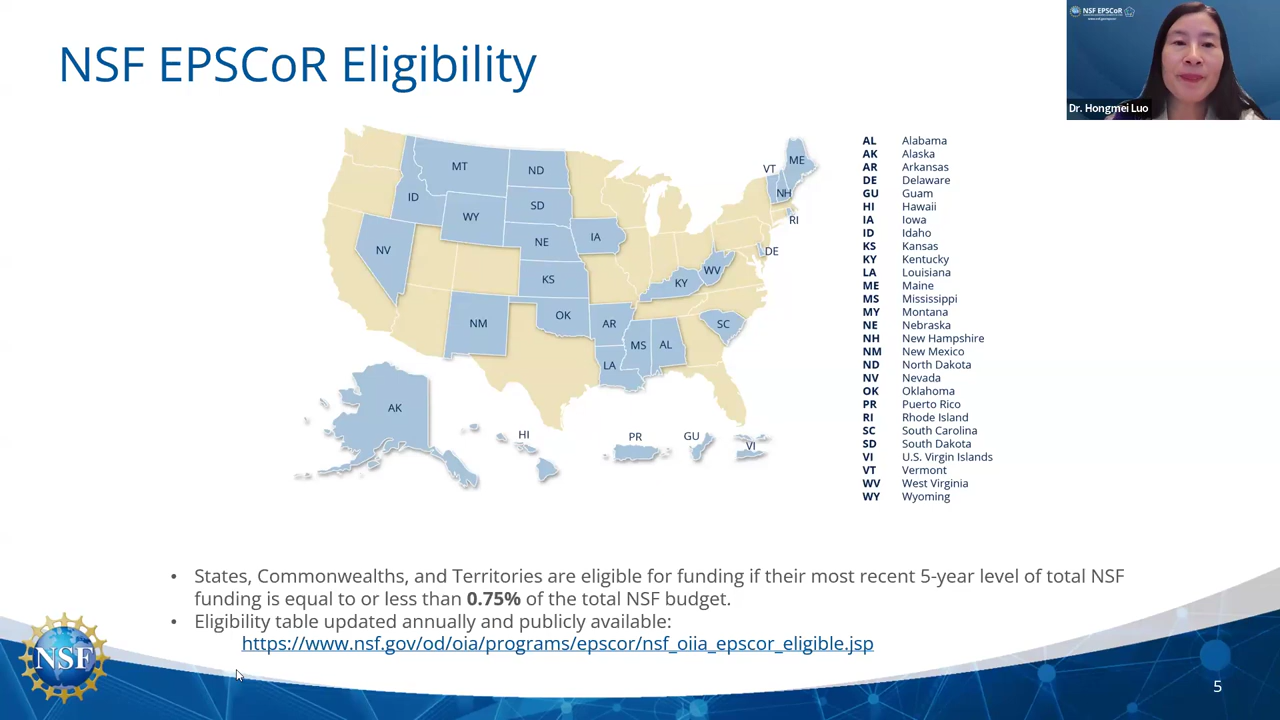 NSF EPSCoR Eligibility
NSF EPSCoR
Dr. Hongmei Luo
MT
ND
ME
VT
ID
NH
SD
WY
RI
IA
NE
NV
DE
WV
KS
KY
OK
NM
AR
SC
MS
AL
LA
AK
HI
PR
GU
VI
AL Alabama
AK Alaska
AR Arkansas
DE Delaware
GU Guam
HI Hawaii
IA Iowa
ID Idaho
KS Kansas
KY Kentucky
LA Louisiana
ME Maine
MS Mississippi
MY Montana
NE Nebraska
NH New Hampshire
NM New Mexico
ND North Dakota
NV Nevada
OK Oklahoma
PR Puerto Rico
RI Rhode Island
SC South Carolina
SD South Dakota
VI U.S. Virgin Islands
VT Vermont
WV West Virginia
WY Wyoming
• States, Commonwealths, and Territories are eligible for funding if their most recent 5-year level of total NSF
funding is equal to or less than 0.75% of the total NSF budget.
• Eligibility table updated annually and publicly available:
https://www.nsf.gov/od/oia/programs/epscor/nsf_oiia_epscor_eligible.jsp
NSF
5